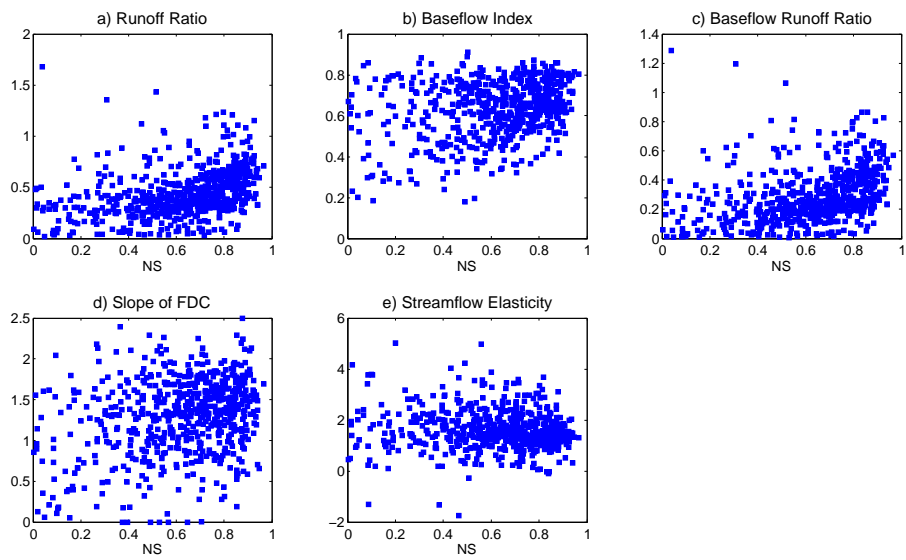 a) Runoff Ratio
2
1.5
1
0.5
0
0 0.2 0.4 0.6 0.8 1
NS
b) Baseflow Index
1
0.8
0.6
0.4
0.2
0
0 0.2 0.4 0.6 0.8 1
NS
c) Baseflow Runoff Ratio
1.4
1.2
1
0.8
0.6
0.4
0.2
0
0 0.2 0.4 0.6 0.8 1
NS
d) Slope of FDC
2.5
2
1.5
1
0.5
0
0 0.2 0.4 0.6 0.8 1
NS
e) Streamflow Elasticity
6
4
2
0
−2
0 0.2 0.4 0.6 0.8 1
NS